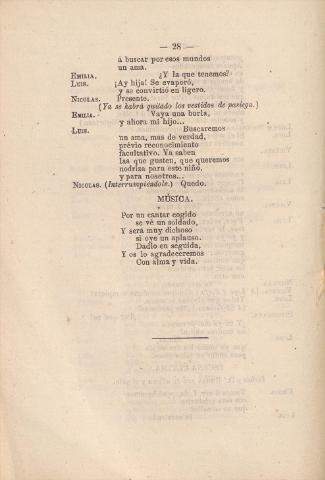 — 28 —
á buscar por esos mundos
un ama.
EMILIA. ¿Y la que tenemos?
LUIS. ¡Ay hija! Se evaporó,
y se convirtió en ligero.
NICOLAS. Presente.
(Ya se habrá quitado los vestidos de pasiega.)
EMILIA. Vaya una burla,
y ahora mi hijo...
LUIS. Buscaremos
un ama, mas de verdad,
prévio reconocimiento
facultativo. Ya saben
las que gusten, que queremos
nodriza para este niño,
y para nosotros...
NICOLAS. (Interrumpiéndole.) Quedo.
MÚSICA.
Por un cantar cogido
se vé un soldado,
Y será muy dichoso
si oye un aplauso.
Dadlo en seguida,
Y os lo agradeceremos
Con alma y vida.